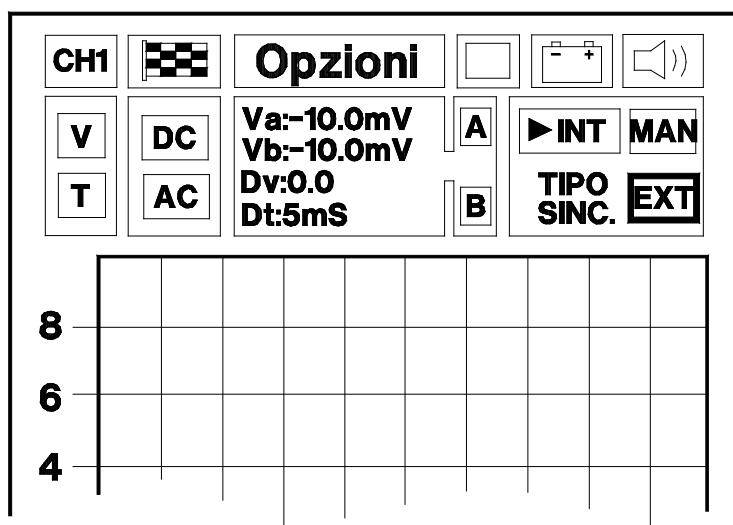 CH1 Opzioni - +
V DC Va:-10.0mV A ▶INT MAN
Vb:-10.0mV
T AC Dv:0.0 B TIPO EXT
Dt:5mS SINC.
8
6
4